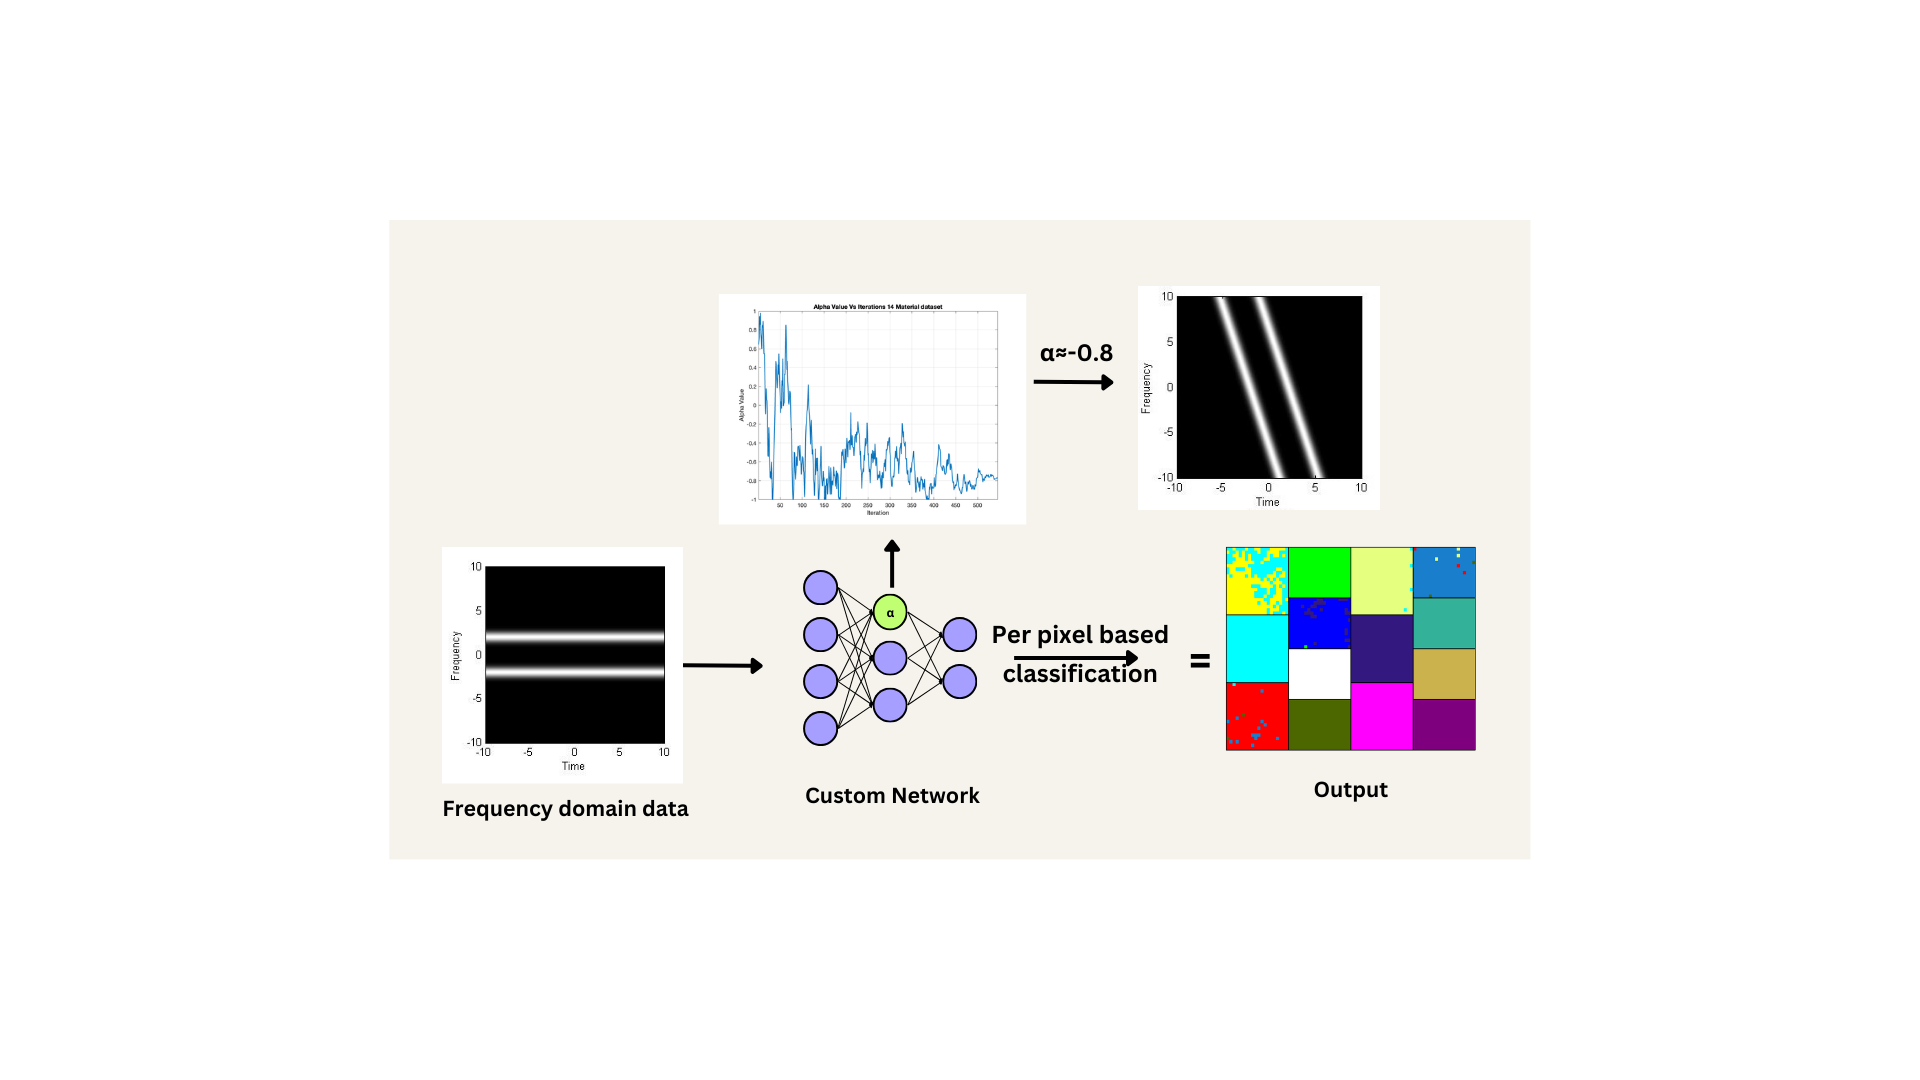 Alpha Value Vs Iterations 14 Material dataset
1
0.8
0.6
0.4
0.2
0
-0.2
-0.4
-0.6
-0.8
-1
Alpha Value
50 100 150 200 250 300 350 400 450 500
Iteration
α≈-0.8
10
5
0
-5
-10
Frequency
-10 -5 0 5 10
Time
10
5
0
-5
-10
Frequency
-10 -5 0 5 10
Time
Frequency domain data
α
Custom Network
Per pixel based
classification
=
Output